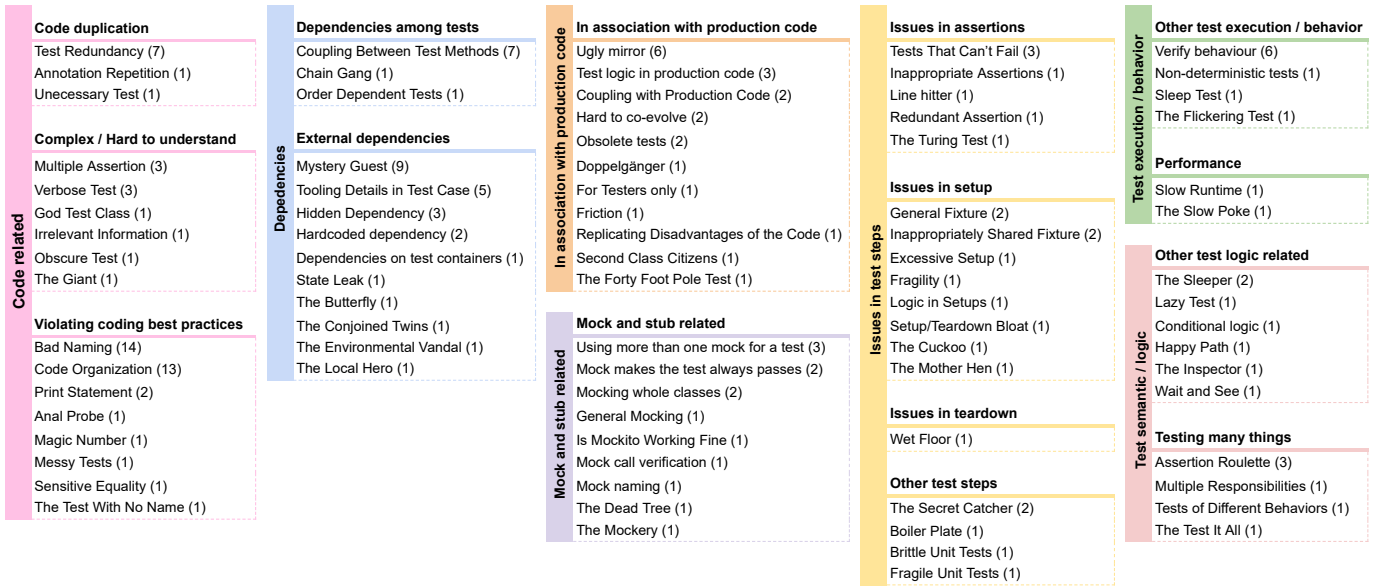 Code related
Code duplication
Test Redundancy (7)
Annotation Repetition (1)
Unecessary Test (1)
Complex / Hard to understand
Multiple Assertion (3)
Verbose Test (3)
God Test Class (1)
Irrelevant Information (1)
Obscure Test (1)
The Giant (1)
Violating coding best practices
Bad Naming (14)
Code Organization (13)
Print Statement (2)
Anal Probe (1)
Magic Number (1)
Messy Tests (1)
Sensitive Equality (1)
The Test With No Name (1)
Depedencies
Dependencies among tests
Coupling Between Test Methods (7)
Chain Gang (1)
Order Dependent Tests (1)
External dependencies
Mystery Guest (9)
Tooling Details in Test Case (5)
Hidden Dependency (3)
Hardcoded dependency (2)
Dependencies on test containers (1)
State Leak (1)
The Butterfly (1)
The Conjoined Twins (1)
The Environmental Vandal (1)
The Local Hero (1)
In association with production code
In association with production code
Ugly mirror (6)
Test logic in production code (3)
Coupling with Production Code (2)
Hard to co-evolve (2)
Obsolete tests (2)
Doppelgänger (1)
For Testers only (1)
Friction (1)
Replicating Disadvantages of the Code (1)
Second Class Citizens (1)
The Forty Foot Pole Test (1)
Mock and stub related
Mock and stub related
Using more than one mock for a test (3)
Mock makes the test always passes (2)
Mocking whole classes (2)
General Mocking (1)
Is Mockito Working Fine (1)
Mock call verification (1)
Mock naming (1)
The Dead Tree (1)
The Mockery (1)
Issues in test steps
Issues in assertions
Tests That Can't Fail (3)
Inappropriate Assertions (1)
Line hitter (1)
Redundant Assertion (1)
The Turing Test (1)
Issues in setup
General Fixture (2)
Inappropriately Shared Fixture (2)
Excessive Setup (1)
Fragility (1)
Logic in Setups (1)
Setup/Teardown Bloat (1)
The Cuckoo (1)
The Mother Hen (1)
Issues in teardown
Wet Floor (1)
Other test steps
The Secret Catcher (2)
Boiler Plate (1)
Brittle Unit Tests (1)
Fragile Unit Tests (1)
Test execution / behavior
Other test execution / behavior
Verify behaviour (6)
Non-deterministic tests (1)
Sleep Test (1)
The Flickering Test (1)
Performance
Slow Runtime (1)
The Slow Poke (1)
Test semantic / logic
Other test logic related
The Sleeper (2)
Lazy Test (1)
Conditional logic (1)
Happy Path (1)
The Inspector (1)
Wait and See (1)
Testing many things
Assertion Roulette (3)
Multiple Responsibilities (1)
Tests of Different Behaviors (1)
The Test It All (1)